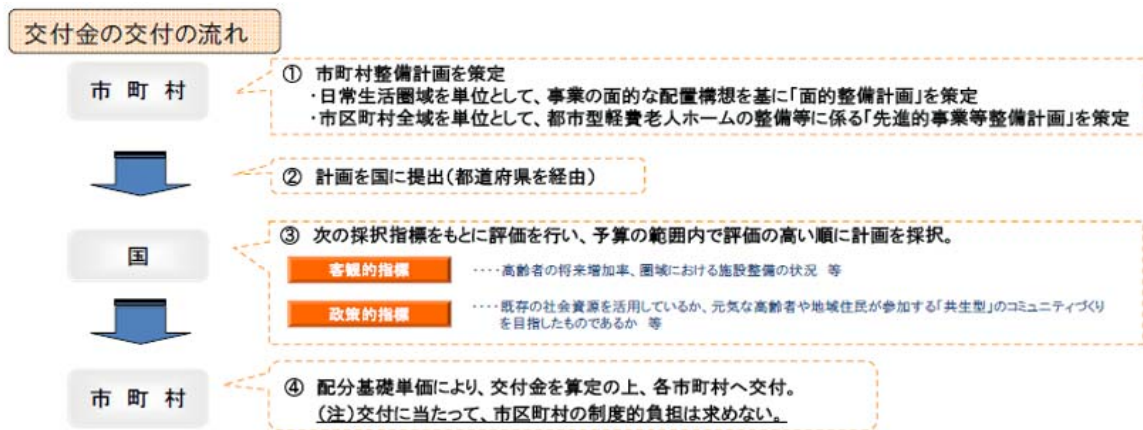 交付金の交付の流れ
市 町 村
① 市町村整備計画を策定
・日常生活圏域を単位として、事業の面的な配置構想を基に「面的整備計画」を策定
・市区町村全域を単位として、都市型軽費老人ホームの整備等に係る「先進的事業等整備計画」を策定
② 計画を国に提出(都道府県を経由)
国
③ 次の採択指標をもとに評価を行い、予算の範囲内で評価の高い順に計画を採択。
客観的指標
‥‥高齢者の将来増加率、圏域における施設整備の状況 等
政策的指標
‥‥既存の社会資源を活用しているか、元気な高齢者や地域住民が参加する「共生型」のコミュニティづくり
を目指したものであるか 等
市 町 村
④ 配分基礎単価により、交付金を算定の上、各市町村へ交付。
(注)交付に当たって、市区町村の制度的負担は求めない。